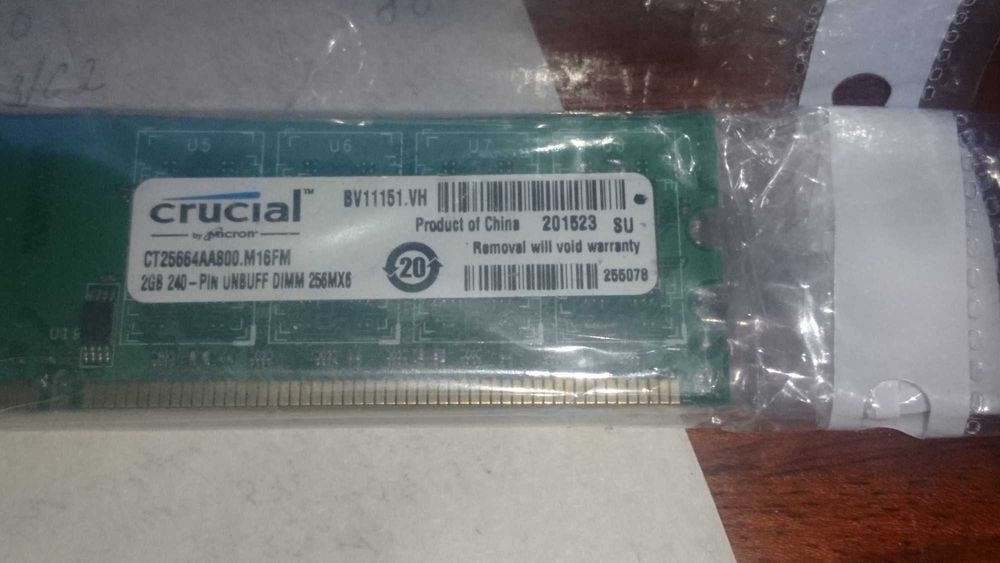 U5 U6 U7
crucial™
by Micron
BV11151.VH
Product of China 201523 SU
Removal will void warranty
CT25664AA800.M16FM
20
2GB 240-PIN UNBUFF DIMM 256MX6
255078